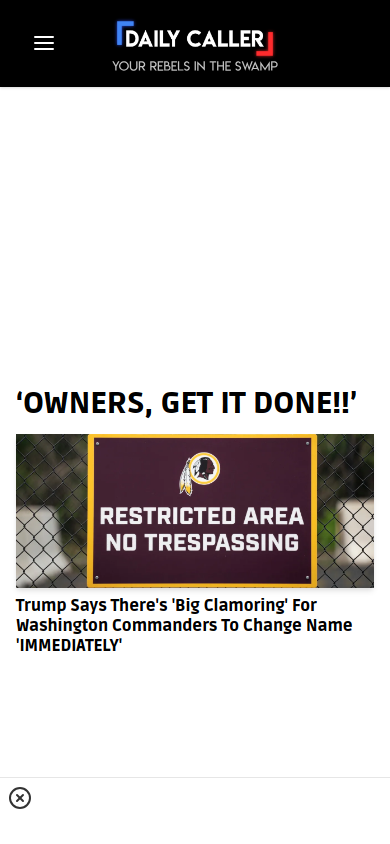 DAILY CALLER
YOUR REBELS IN THE SWAMP
‘OWNERS, GET IT DONE!!’
RESTRICTED AREA
NO TRESPASSING
Trump Says There's 'Big Clamoring' For
Washington Commanders To Change Name
'IMMEDIATELY'